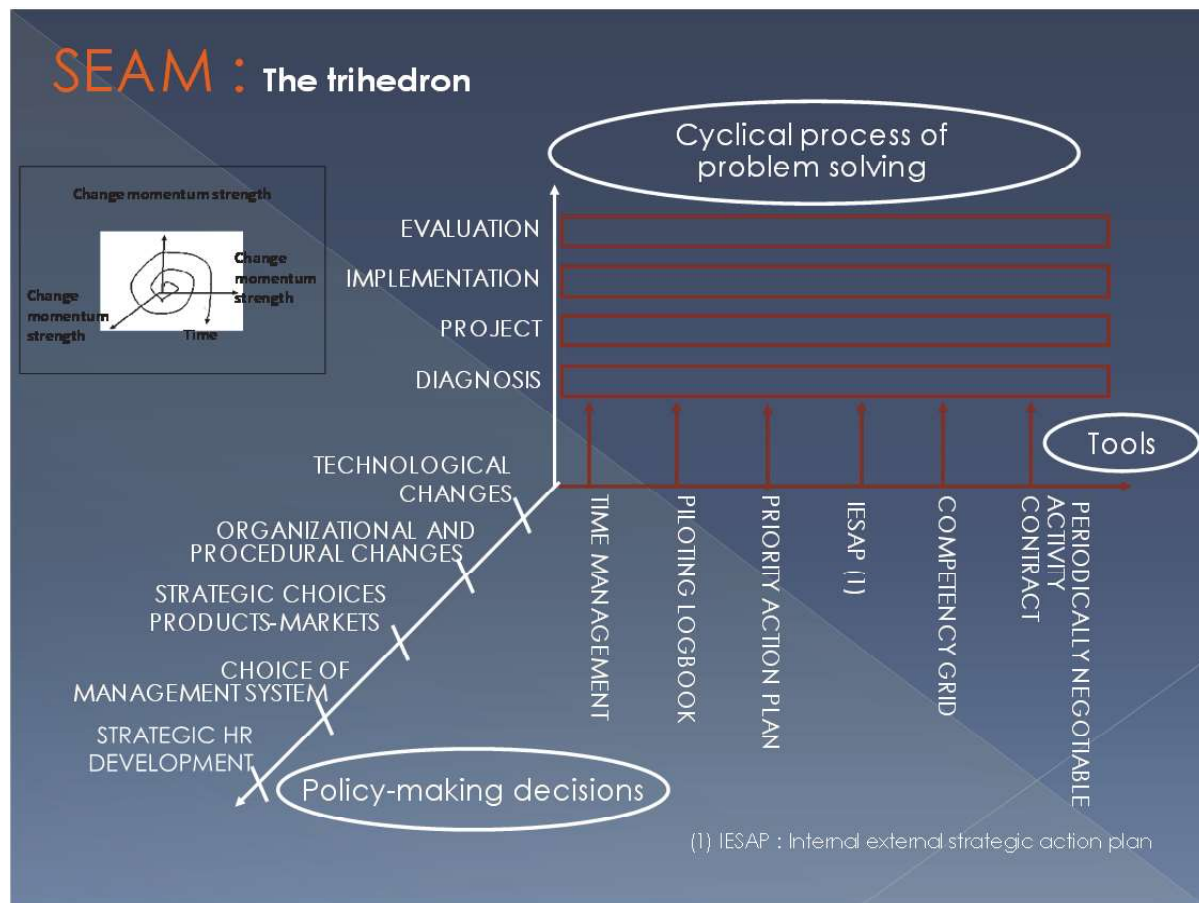 SEAM : The trihedron
Cyclical process of
problem solving
Change momentum strength
Change
momentum
strength
Change
momentum
strength
Time
EVALUATION
IMPLEMENTATION
PROJECT
DIAGNOSIS
Tools
TECHNOLOGICAL
CHANGES
ORGANIZATIONAL AND
PROCEDURAL CHANGES
STRATEGIC CHOICES
PRODUCTS-MARKETS
CHOICE OF
MANAGEMENT SYSTEM
STRATEGIC HR
DEVELOPMENT
TIME MANAGEMENT
PILOTING LOGBOOK
PRIORITY ACTION PLAN
IESAP (1)
COMPETENCY GRID
PERIODICALLY NEGOTIABLE
ACTIVITY
CONTRACT
Policy-making decisions
(1) IESAP : Internal external strategic action plan